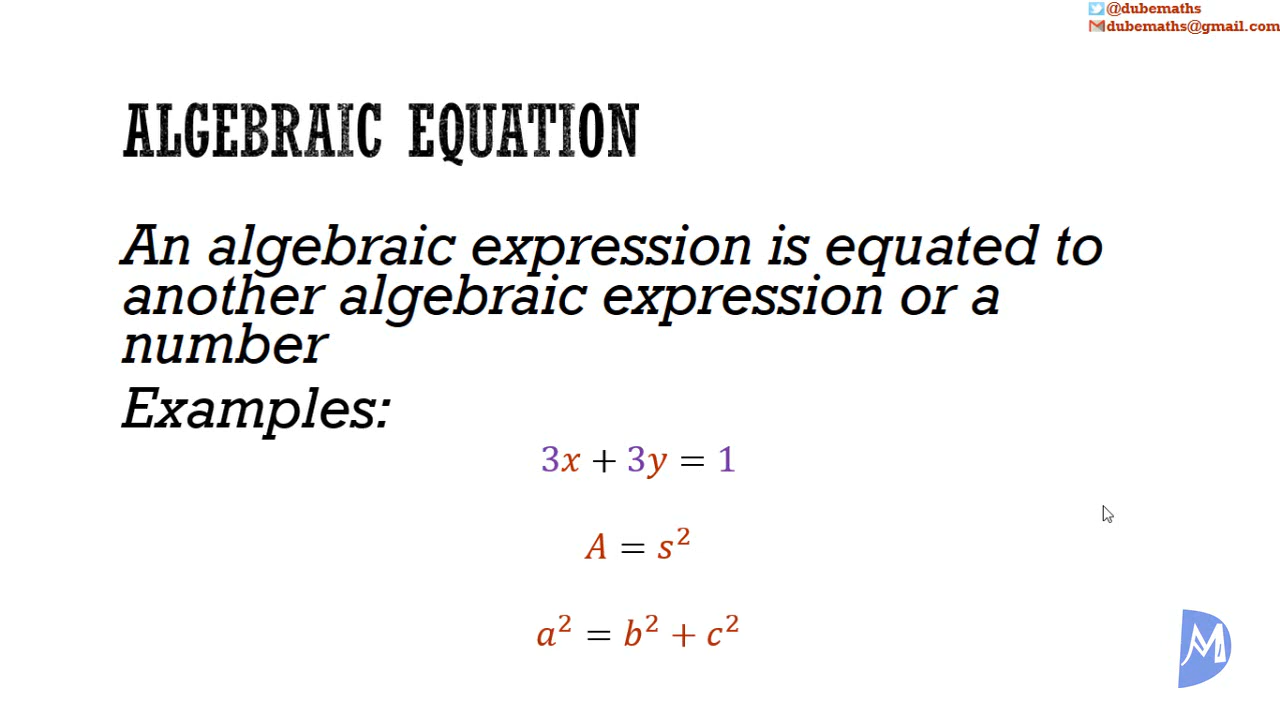 @dubemaths
dubemaths@gmail.com
ALGEBRAIC EQUATION
An algebraic expression is equated to
another algebraic expression or a
number
Examples:
3x + 3y = 1
A = s²
a² = b² + c²
M